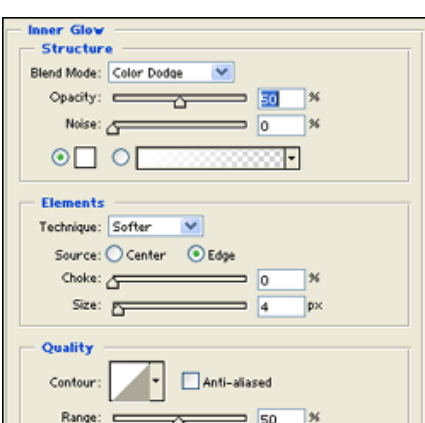 Inner Glow
Structure
Blend Mode: Color Dodge
Opacity: 50 %
Noise: 0 %
Elements
Technique: Softer
Source: Center Edge
Choke: 0 %
Size: 4 px
Quality
Contour: Anti-aliased
Range: 50 %